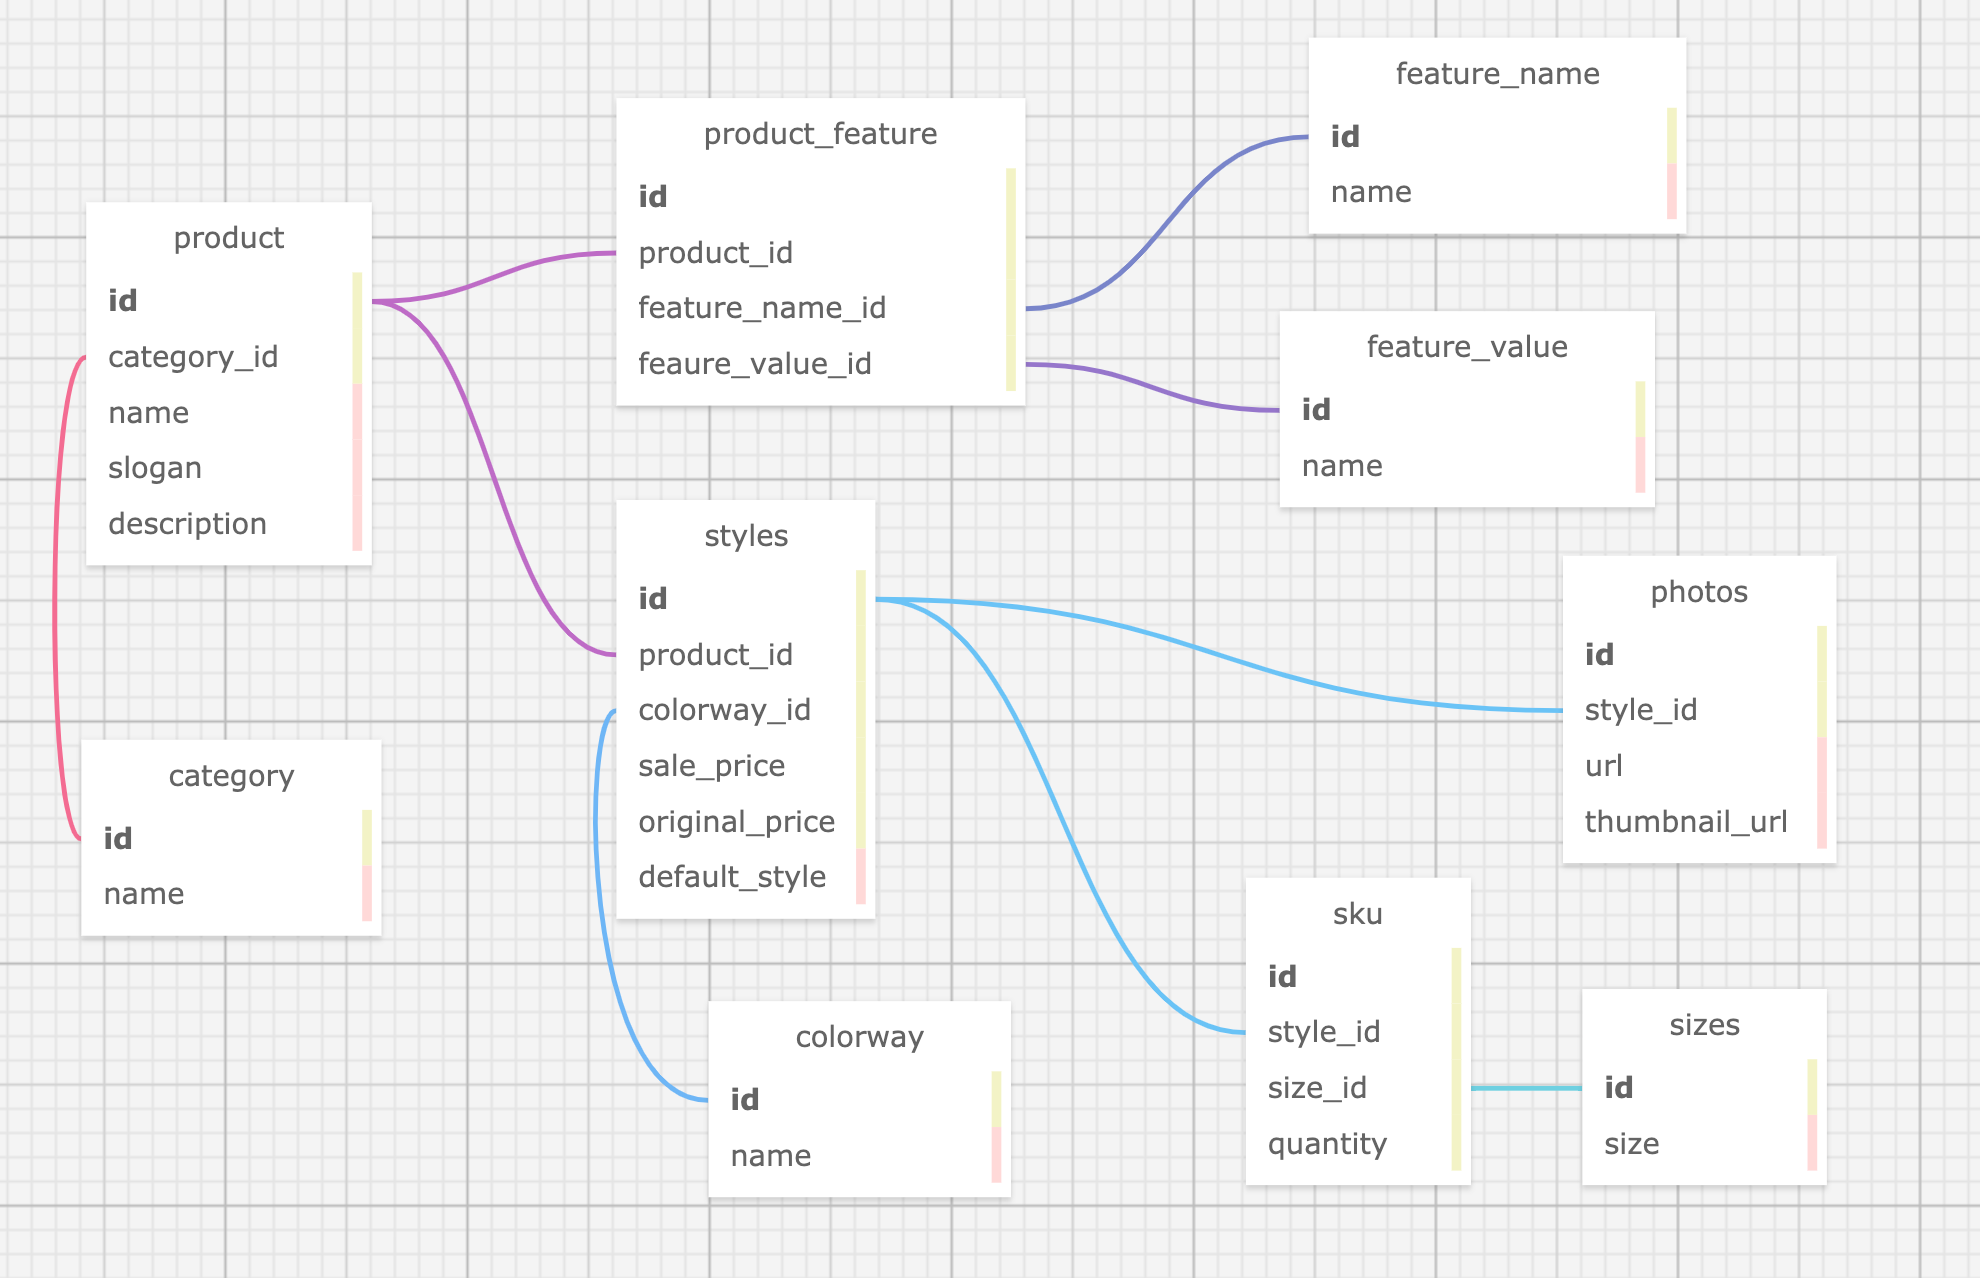 product
id
category_id
name
slogan
description
category
id
name
product_feature
id
product_id
feature_name_id
feaure_value_id
styles
id
product_id
colorway_id
sale_price
original_price
default_style
colorway
id
name
feature_name
id
name
feature_value
id
name
photos
id
style_id
url
thumbnail_url
sku
id
style_id
size_id
quantity
sizes
id
size